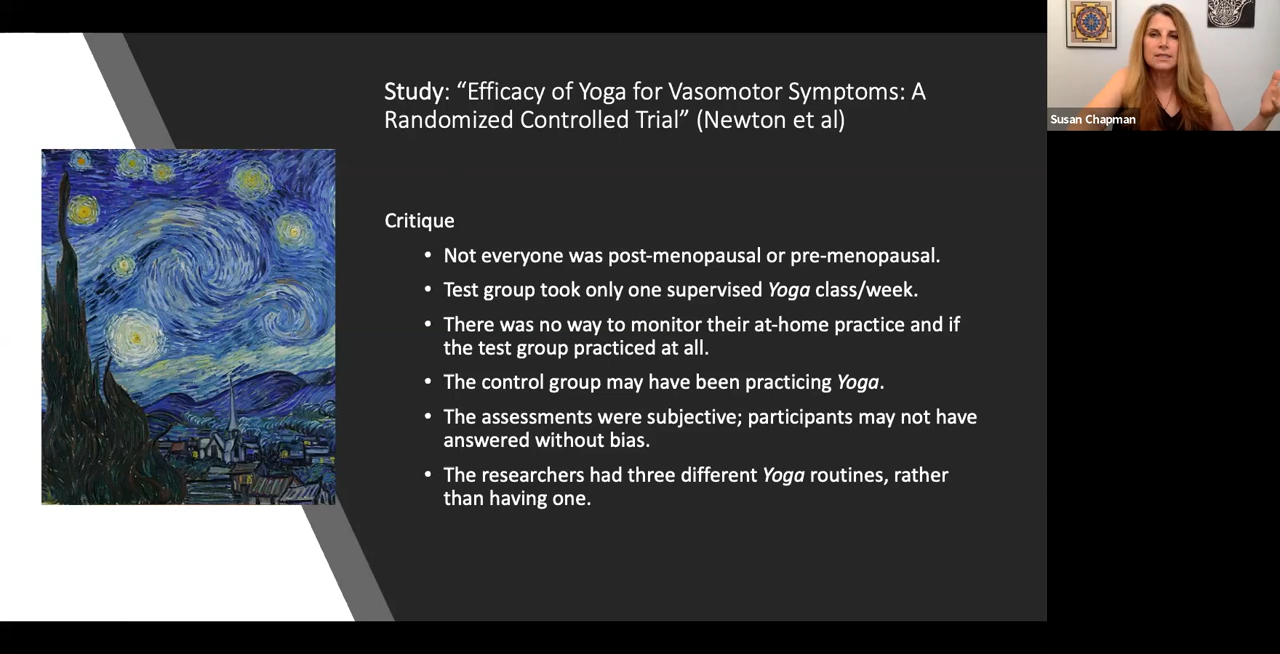 Study: “Efficacy of Yoga for Vasomotor Symptoms: A
Randomized Controlled Trial” (Newton et al)
Critique
• Not everyone was post-menopausal or pre-menopausal.
• Test group took only one supervised Yoga class/week.
• There was no way to monitor their at-home practice and if
the test group practiced at all.
• The control group may have been practicing Yoga.
• The assessments were subjective; participants may not have
answered without bias.
• The researchers had three different Yoga routines, rather
than having one.
Susan Chapman